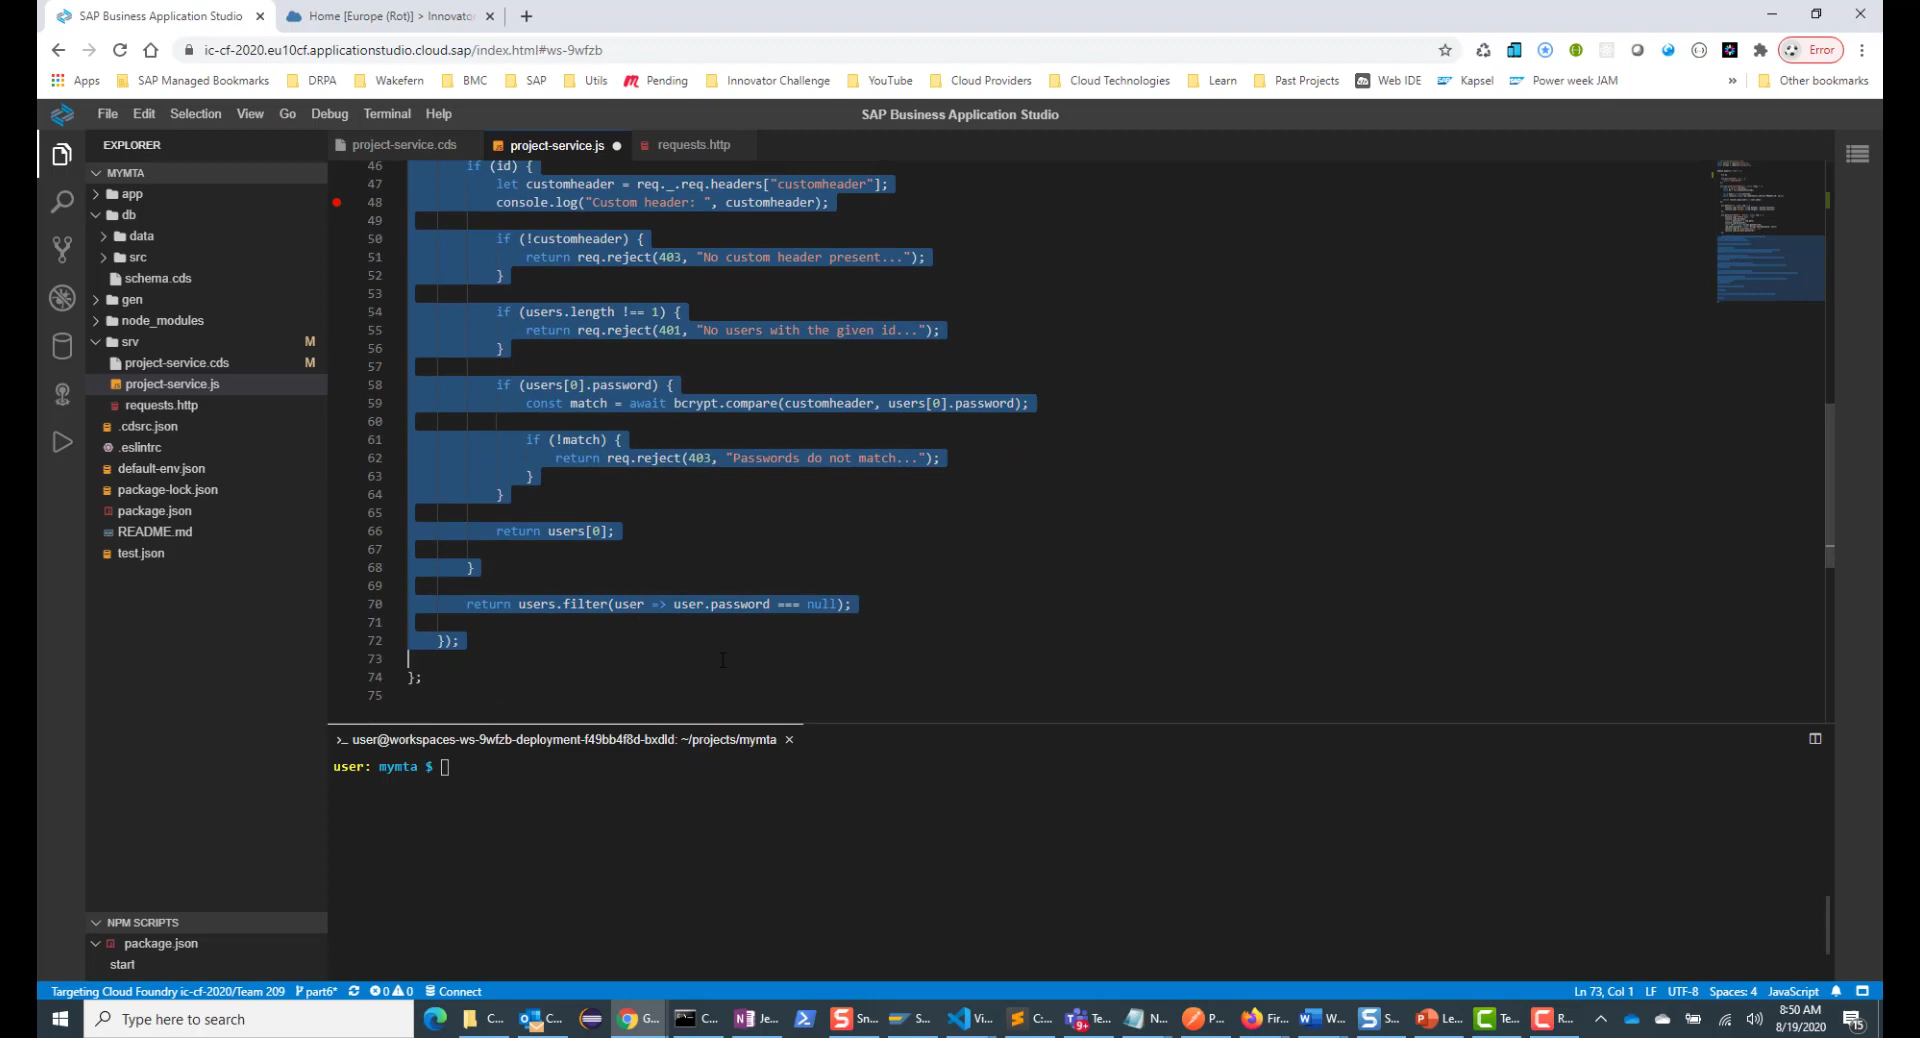 SAP Business Application Studio
Home [Europe (Rot)] > Innovator
ic-cf-2020.eu10cf.applicationstudio.cloud.sap/index.html#ws-9wfzb
Error
Apps SAP Managed Bookmarks DRPA Wakefern BMC SAP Utils Pending Innovator Challenge YouTube Cloud Providers Cloud Technologies Learn Past Projects Web IDE Kapsel Power week JAM » Other bookmarks
File Edit Selection View Go Debug Terminal Help
SAP Business Application Studio
EXPLORER
project-service.cds
project-service.js
requests.http
MYMTA
app
db
data
src
schema.cds
gen
node_modules
srv M
project-service.cds M
project-service.js
requests.http
.cdsrc.json
.eslintrc
default-env.json
package-lock.json
package.json
README.md
test.json
46 if (id) {
47 let customheader = req._.req.headers["customheader"];
48 console.log("Custom header: ", customheader);
49
50 if (!customheader) {
51 return req.reject(403, "No custom header present...");
52 }
53
54 if (users.length !== 1) {
55 return req.reject(401, "No users with the given id...");
56 }
57
58 if (users[0].password) {
59 const match = await bcrypt.compare(customheader, users[0].password);
60
61 if (!match) {
62 return req.reject(403, "Passwords do not match...");
63 }
64 }
65
66 return users[0];
67
68 }
69
70 return users.filter(user => user.password === null);
71
72 });
73
74 };
75
>_ user@workspaces-ws-9wfzb-deployment-f49bb4f8d-bxdld: ~/projects/mymta ×
user: mymta $
NPM SCRIPTS
package.json
start
Targeting Cloud Foundry ic-cf-2020/Team 209 part6* 0 0 Connect
Ln 73, Col 1 LF UTF-8 Spaces: 4 JavaScript
Type here to search
C... C... G... C... Je... Sn... S... Vi... C:... Te... N... P... Fir... W... S... Le... Te... R...
9+
8:50 AM
8/19/2020
15